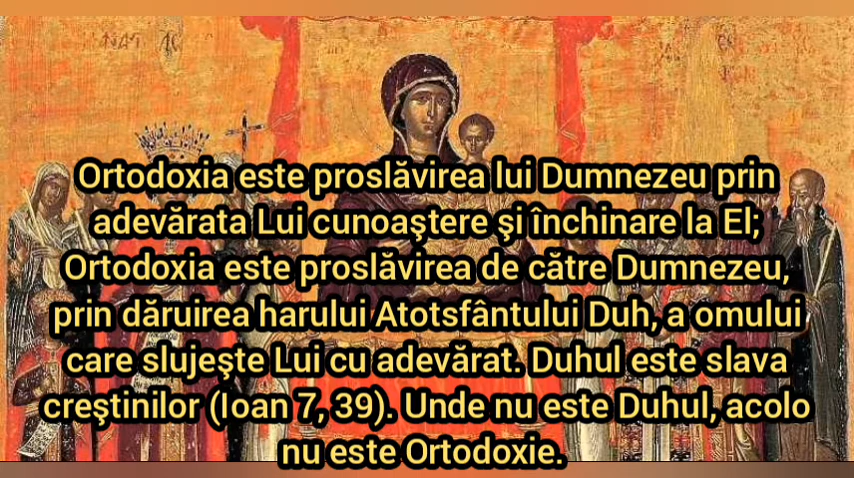 Ortodoxia este proslăvirea lui Dumnezeu prin
adevărata Lui cunoaştere şi închinare la El;
Ortodoxia este proslăvirea de către Dumnezeu,
prin dăruirea harului Atotsfântului Duh, a omului
care slujeşte Lui cu adevărat. Duhul este slava
creştinilor (Ioan 7, 39). Unde nu este Duhul, acolo
nu este Ortodoxie.